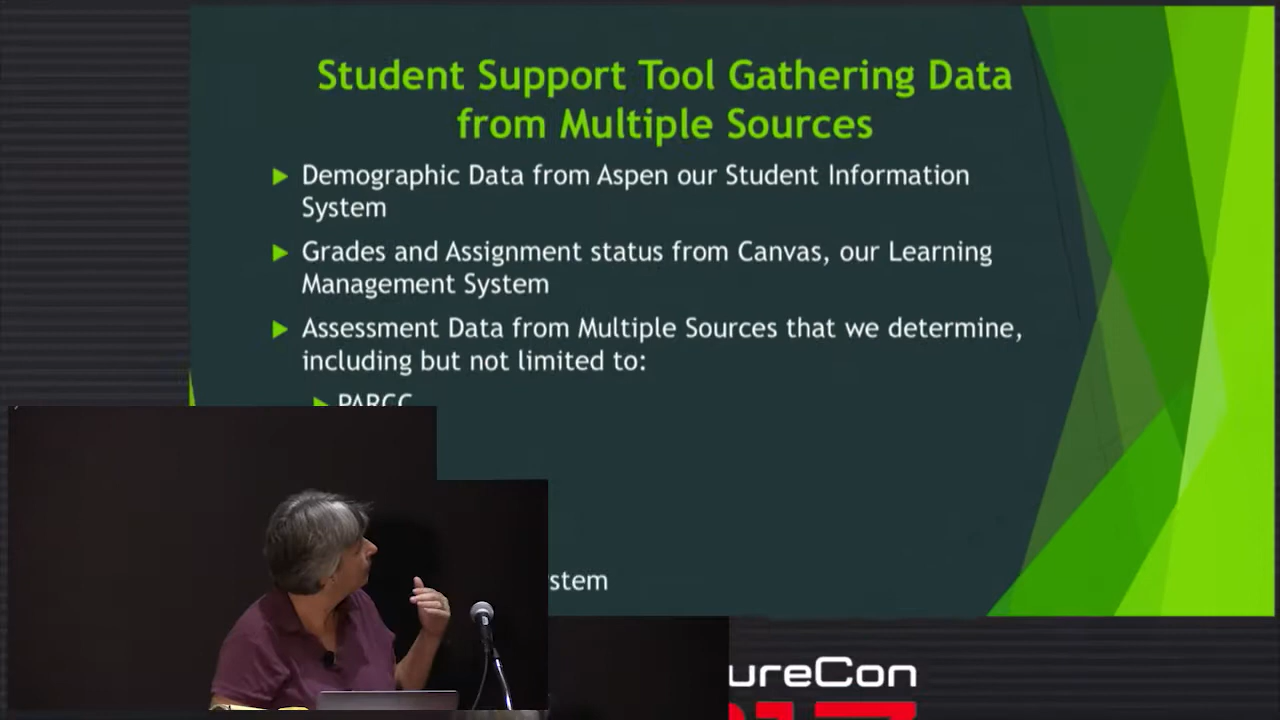 Student Support Tool Gathering Data
from Multiple Sources
Demographic Data from Aspen our Student Information
System
Grades and Assignment status from Canvas, our Learning
Management System
Assessment Data from Multiple Sources that we determine,
including but not limited to:
PARCC
stem
ureCon
17